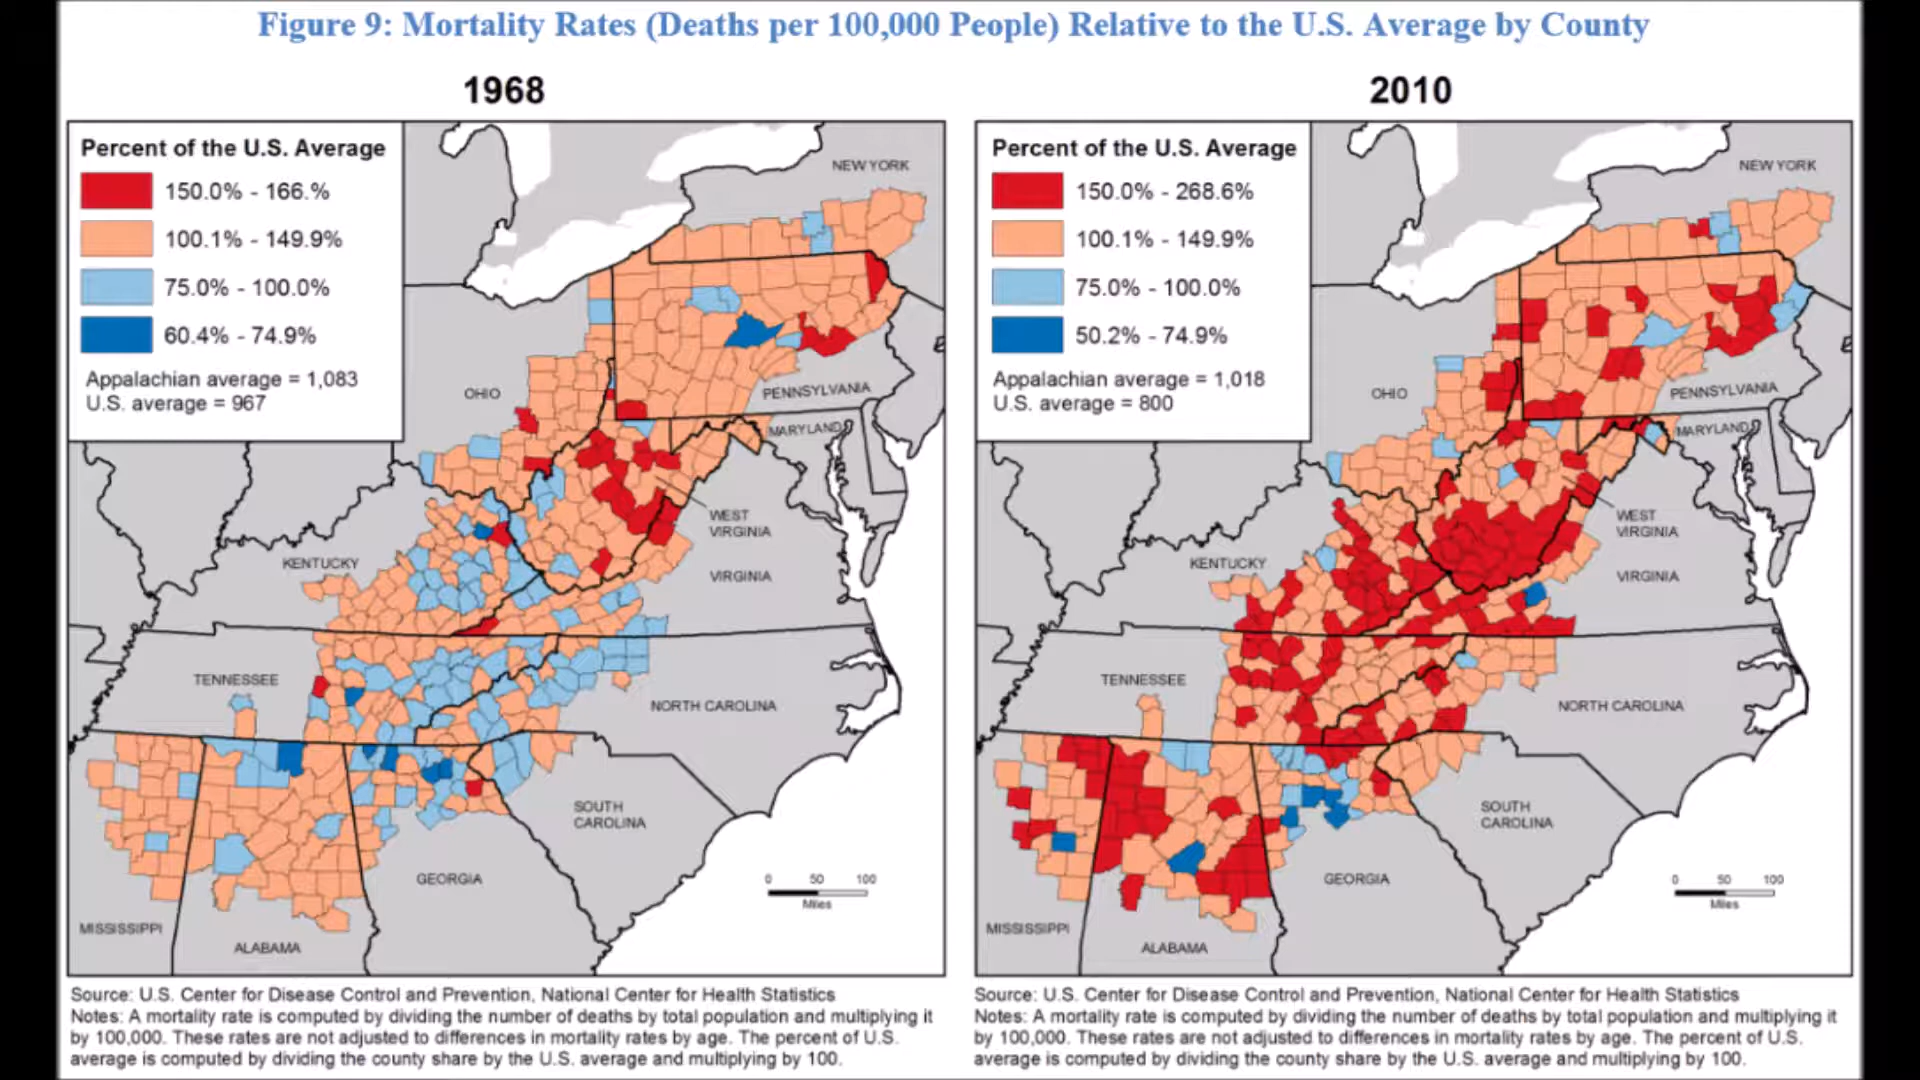 Figure 9: Mortality Rates (Deaths per 100,000 People) Relative to the U.S. Average by County
1968
Percent of the U.S. Average
150.0% - 166.%
100.1% - 149.9%
75.0% - 100.0%
60.4% - 74.9%
Appalachian average = 1,083
U.S. average = 967
NEW YORK
OHIO
PENNSYLVANIA
MARYLAND
WEST
VIRGINIA
KENTUCKY
VIRGINIA
TENNESSEE
NORTH CAROLINA
SOUTH
CAROLINA
GEORGIA
0 50 100
Miles
MISSISSIPPI
ALABAMA
Source: U.S. Center for Disease Control and Prevention, National Center for Health Statistics
Notes: A mortality rate is computed by dividing the number of deaths by total population and multiplying it
by 100,000. These rates are not adjusted to differences in mortality rates by age. The percent of U.S.
average is computed by dividing the county share by the U.S. average and multiplying by 100.
2010
Percent of the U.S. Average
150.0% - 268.6%
100.1% - 149.9%
75.0% - 100.0%
50.2% - 74.9%
Appalachian average = 1,018
U.S. average = 800
NEW YORK
OHIO
PENNSYLVANIA
MARYLAND
WEST
VIRGINIA
KENTUCKY
VIRGINIA
TENNESSEE
NORTH CAROLINA
SOUTH
CAROLINA
GEORGIA
0 50 100
Miles
MISSISSIPPI
ALABAMA
Source: U.S. Center for Disease Control and Prevention, National Center for Health Statistics
Notes: A mortality rate is computed by dividing the number of deaths by total population and multiplying it
by 100,000. These rates are not adjusted to differences in mortality rates by age. The percent of U.S.
average is computed by dividing the county share by the U.S. average and multiplying by 100.